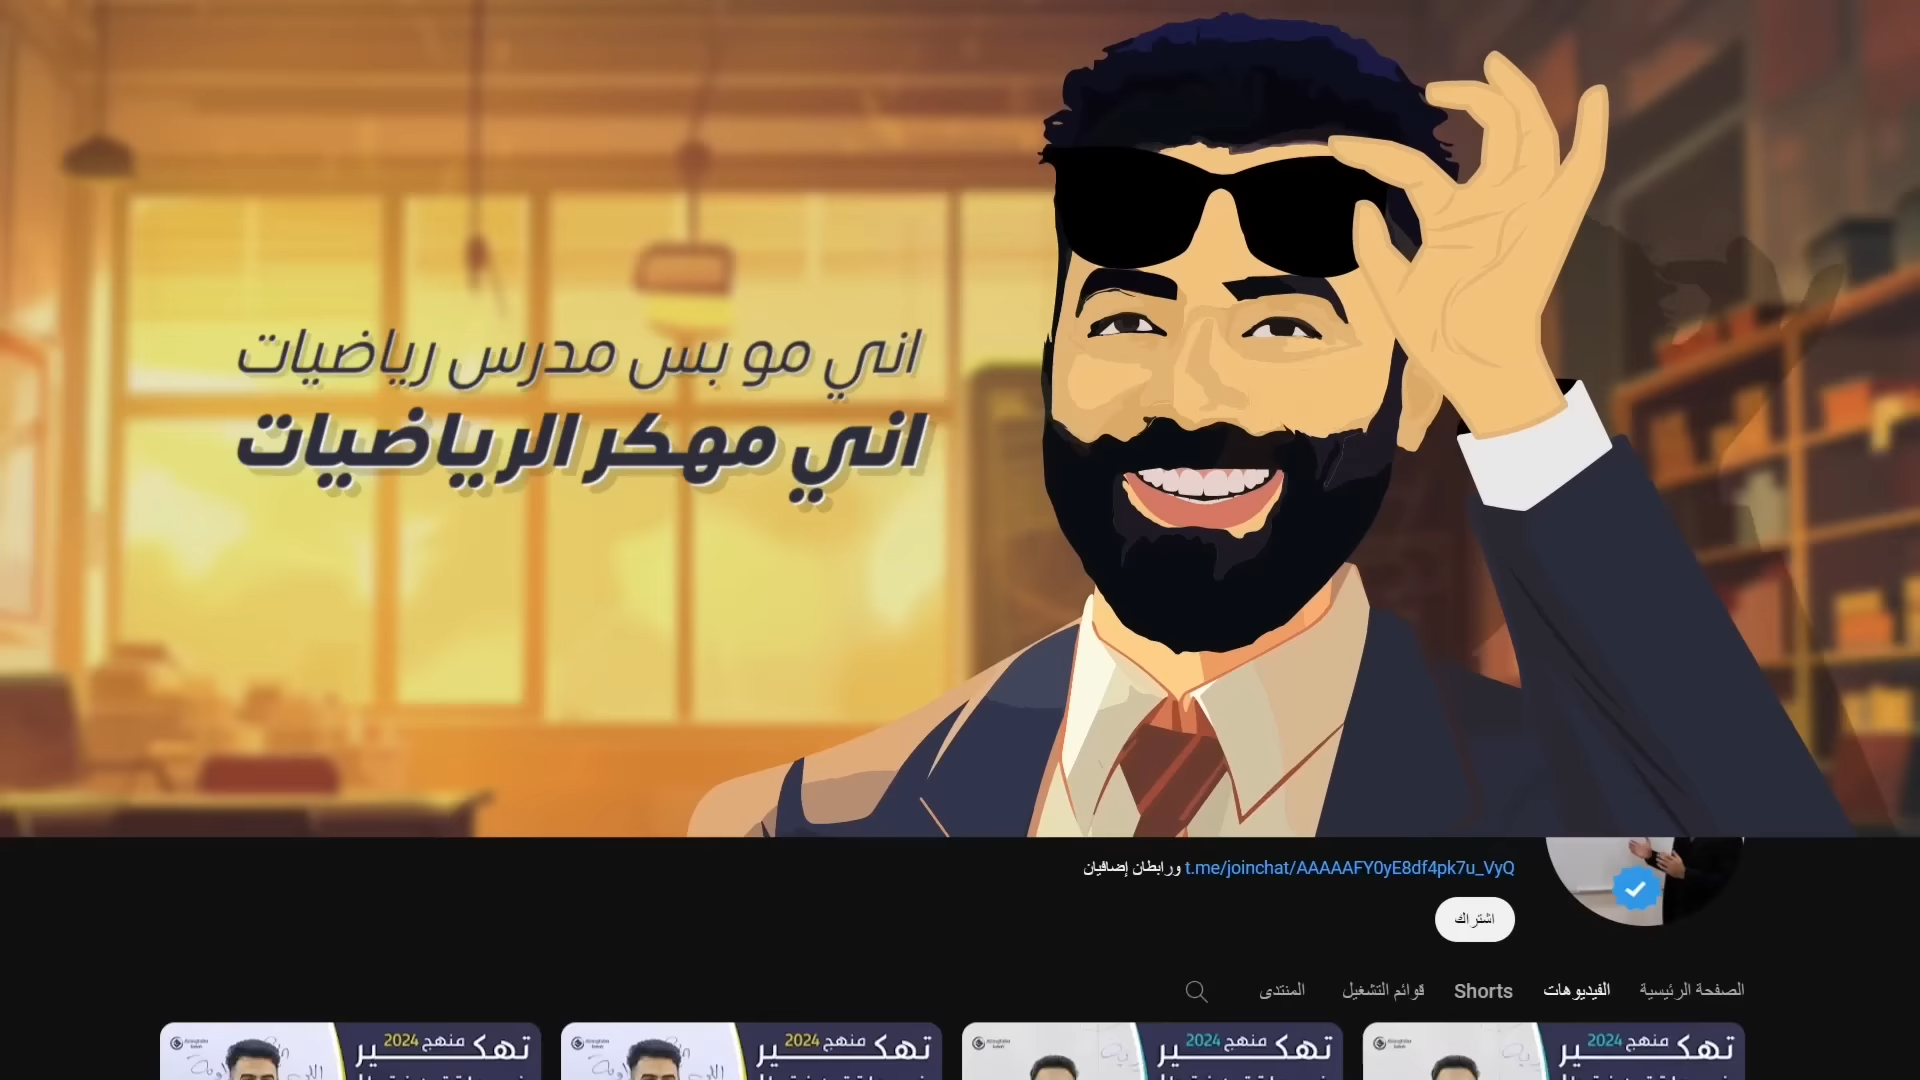 اني مو بس مدرس رياضيات
اني مهكر الرياضيات
t.me/joinchat/AAAAAFY0yE8df4pk7u_VyQ ورابطان إضافيان
اشتراك
الصفحة الرئيسية
الفيديوهات
Shorts
قوائم التشغيل
المنتدى
تهكير منهج 2024
تهكير منهج 2024
تهكير منهج 2024
تهكير منهج 2024